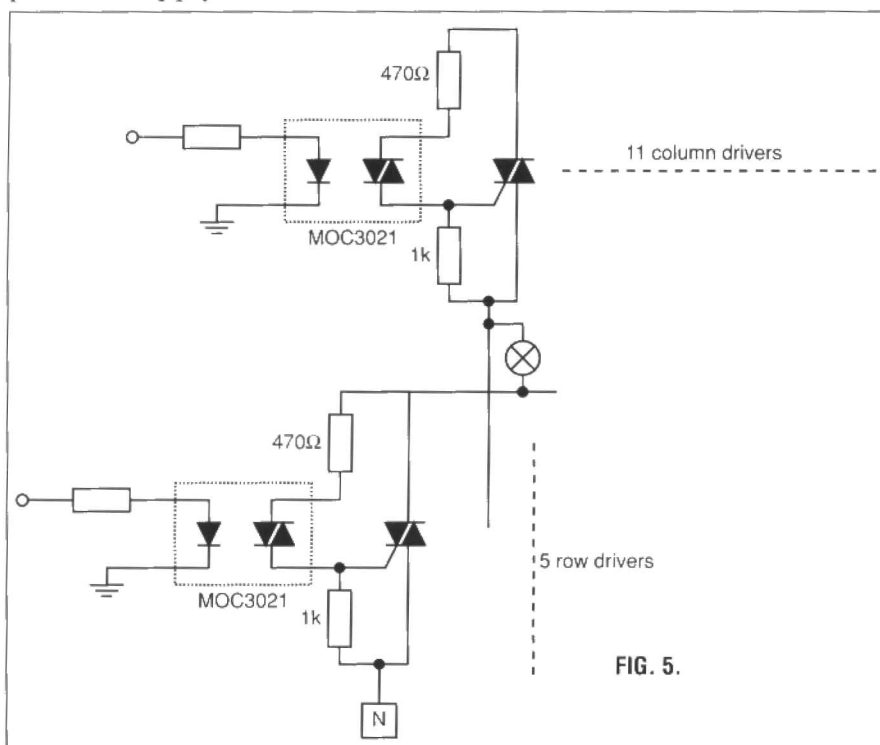 470Ω
11 column drivers
MOC3021
1k
470Ω
5 row drivers
MOC3021
1k
FIG. 5.
N